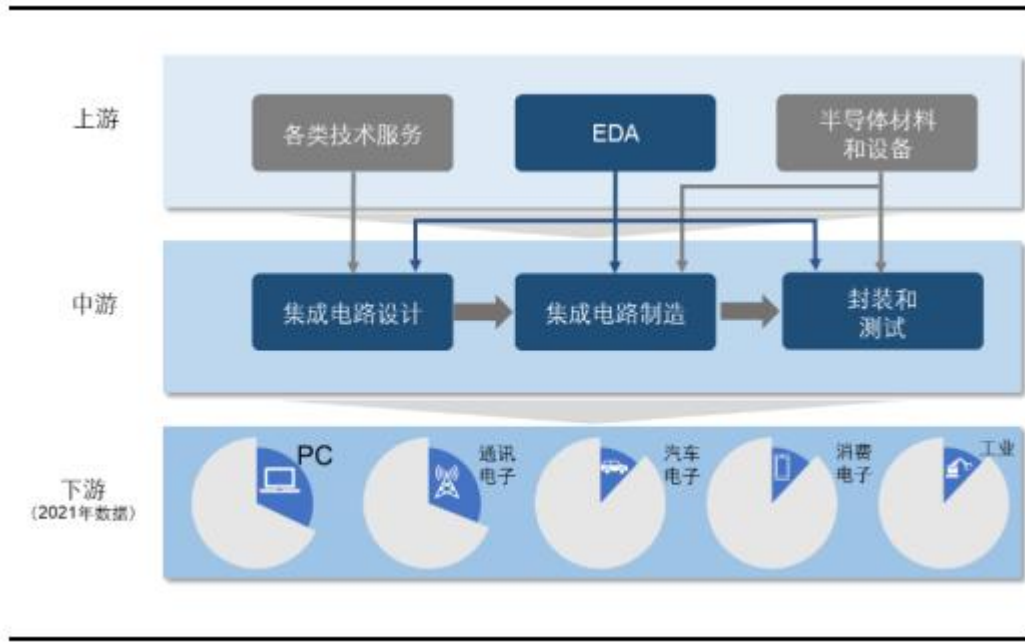 上游
各类技术服务
EDA
半导体材料
和设备
中游
集成电路设计
集成电路制造
封装和
测试
下游
（2021年数据）
PC
通讯
电子
汽车
电子
消费
电子
工业